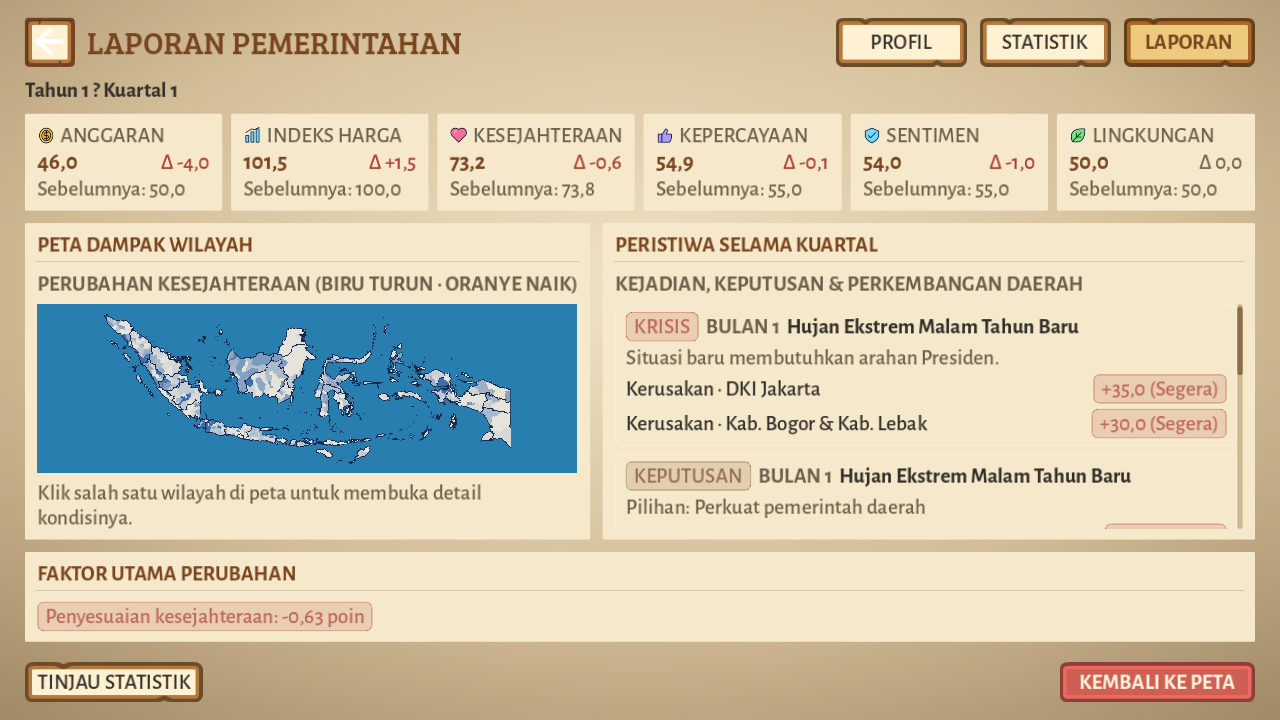 LAPORAN PEMERINTAHAN
PROFIL
STATISTIK
LAPORAN
Tahun 1 ? Kuartal 1
ANGGARAN
46,0 Δ -4,0
Sebelumnya: 50,0
INDEKS HARGA
101,5 Δ +1,5
Sebelumnya: 100,0
KESEJAHTERAAN
73,2 Δ -0,6
Sebelumnya: 73,8
KEPERCAYAAN
54,9 Δ -0,1
Sebelumnya: 55,0
SENTIMEN
54,0 Δ -1,0
Sebelumnya: 55,0
LINGKUNGAN
50,0 Δ 0,0
Sebelumnya: 50,0
PETA DAMPAK WILAYAH
PERUBAHAN KESEJAHTERAAN (BIRU TURUN · ORANYE NAIK)
Klik salah satu wilayah di peta untuk membuka detail
kondisinya.
PERISTIWA SELAMA KUARTAL
KEJADIAN, KEPUTUSAN & PERKEMBANGAN DAERAH
KRISIS BULAN 1 Hujan Ekstrem Malam Tahun Baru
Situasi baru membutuhkan arahan Presiden.
Kerusakan · DKI Jakarta +35,0 (Segera)
Kerusakan · Kab. Bogor & Kab. Lebak +30,0 (Segera)
KEPUTUSAN BULAN 1 Hujan Ekstrem Malam Tahun Baru
Pilihan: Perkuat pemerintah daerah
FAKTOR UTAMA PERUBAHAN
Penyesuaian kesejahteraan: -0,63 poin
TINJAU STATISTIK
KEMBALI KE PETA